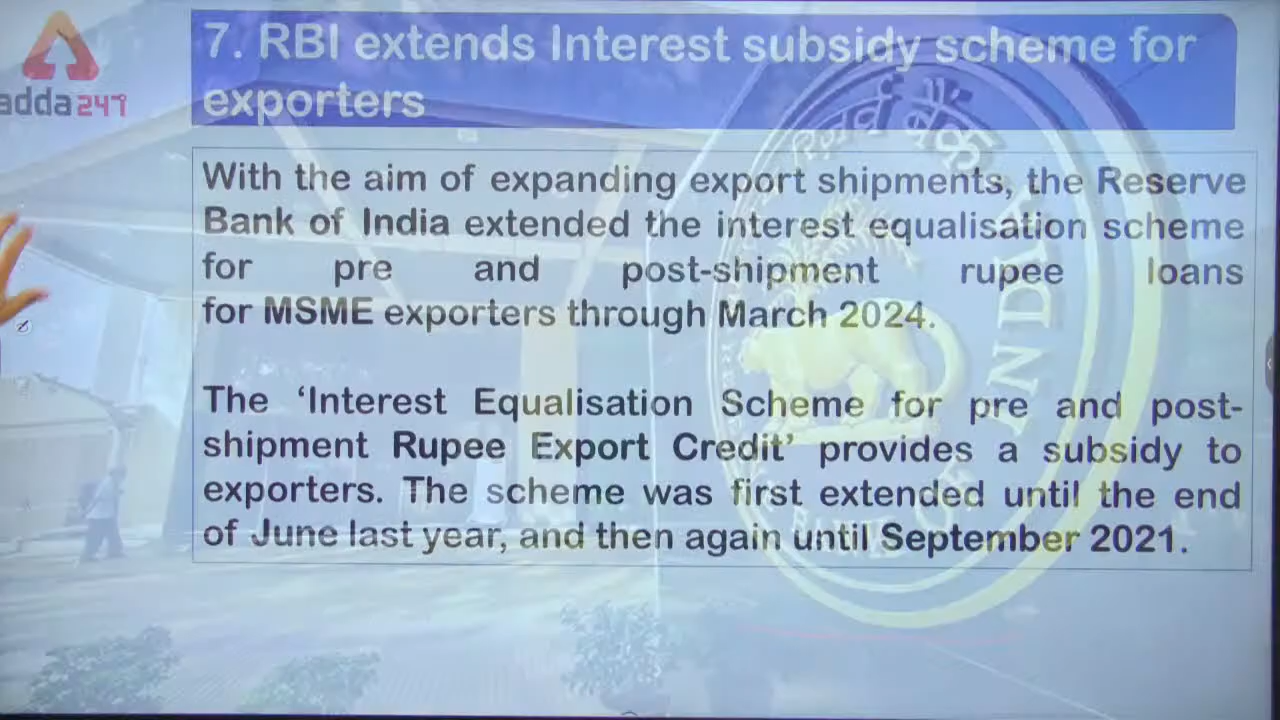 7. RBI extends Interest subsidy scheme for
exporters
adda247
With the aim of expanding export shipments, the Reserve
Bank of India extended the interest equalisation scheme
for pre and post-shipment rupee loans
for MSME exporters through March 2024.
The ‘Interest Equalisation Scheme for pre and post-
shipment Rupee Export Credit’ provides a subsidy to
exporters. The scheme was first extended until the end
of June last year, and then again until September 2021.
INDIA
OF